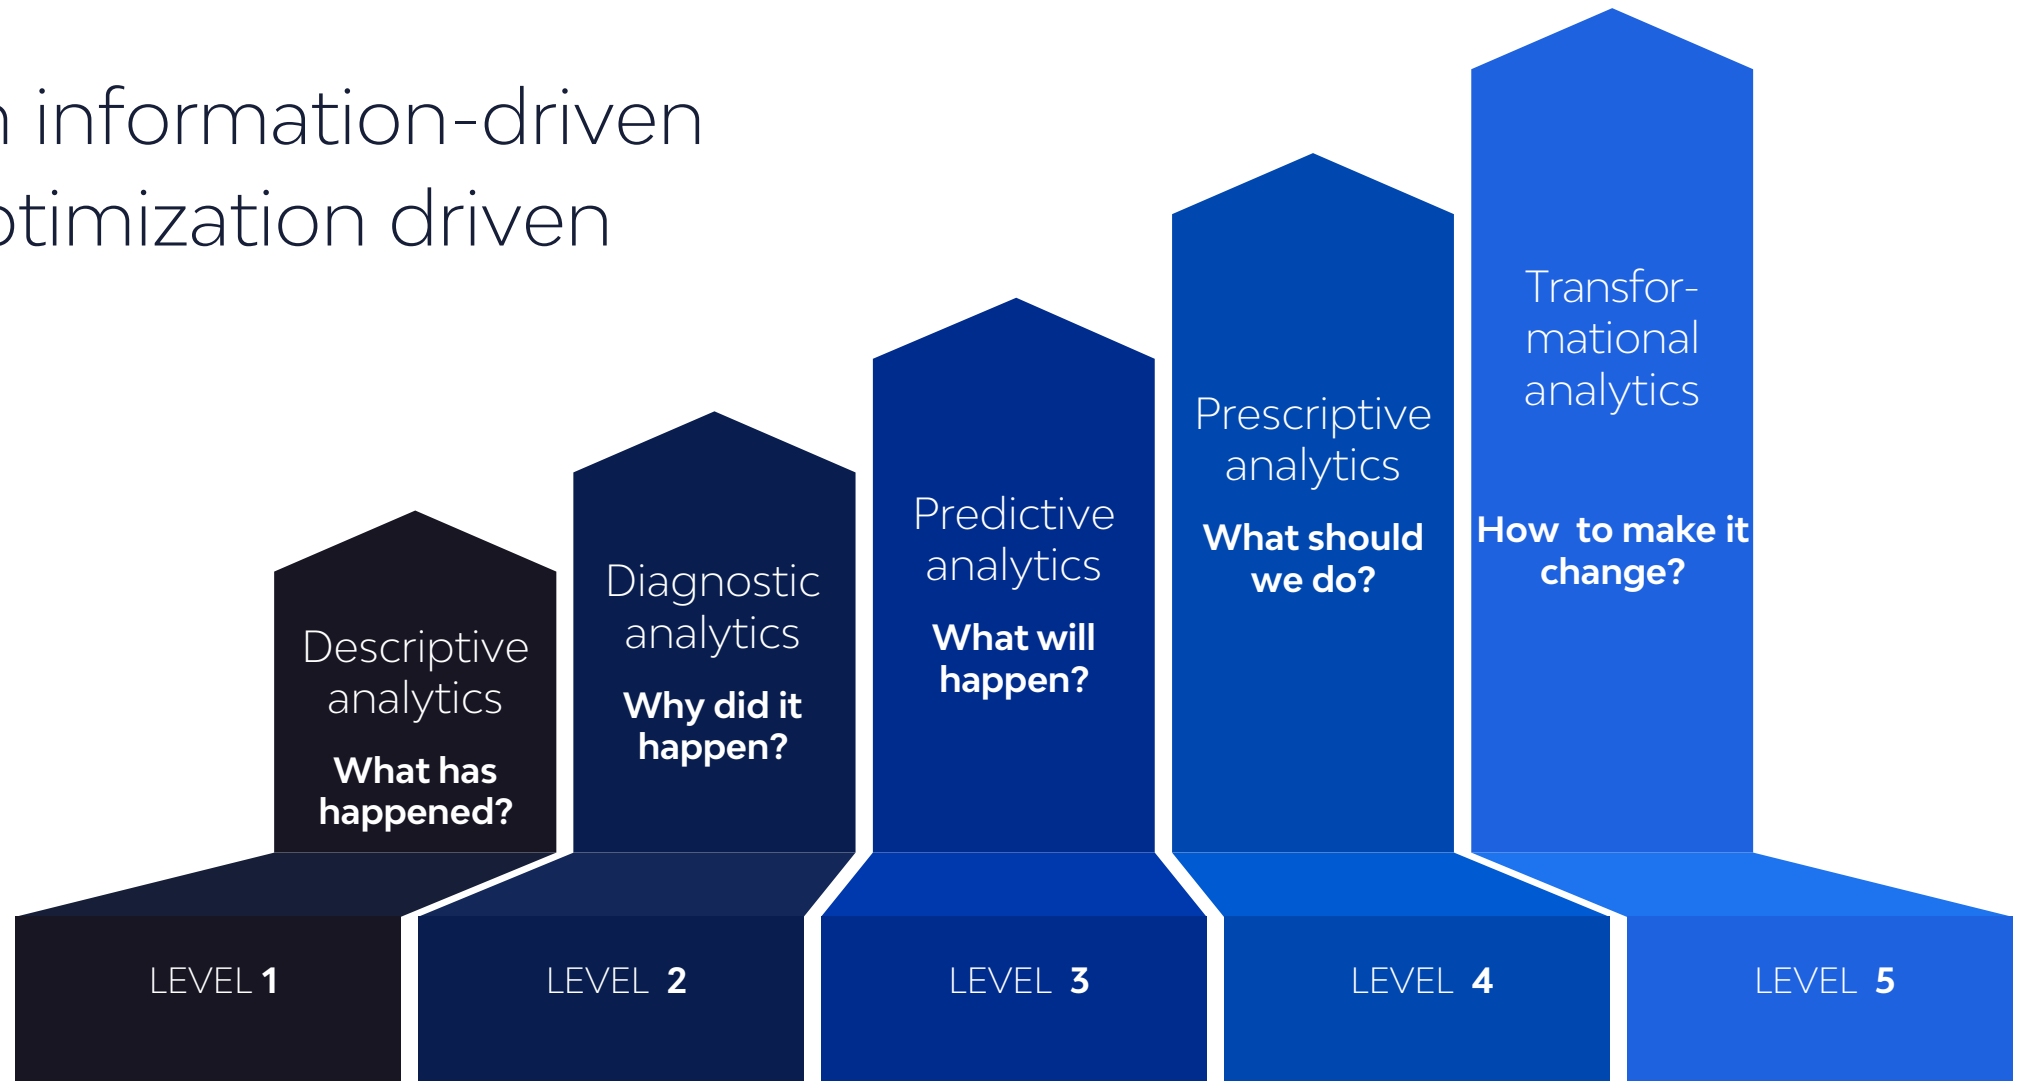 information-driven
optimization driven
Transfor-
mational
analytics
How to make it
change?
Prescriptive
analytics
What should
we do?
Predictive
analytics
What will
happen?
Diagnostic
analytics
Why did it
happen?
Descriptive
analytics
What has
happened?
LEVEL 1
LEVEL 2
LEVEL 3
LEVEL 4
LEVEL 5